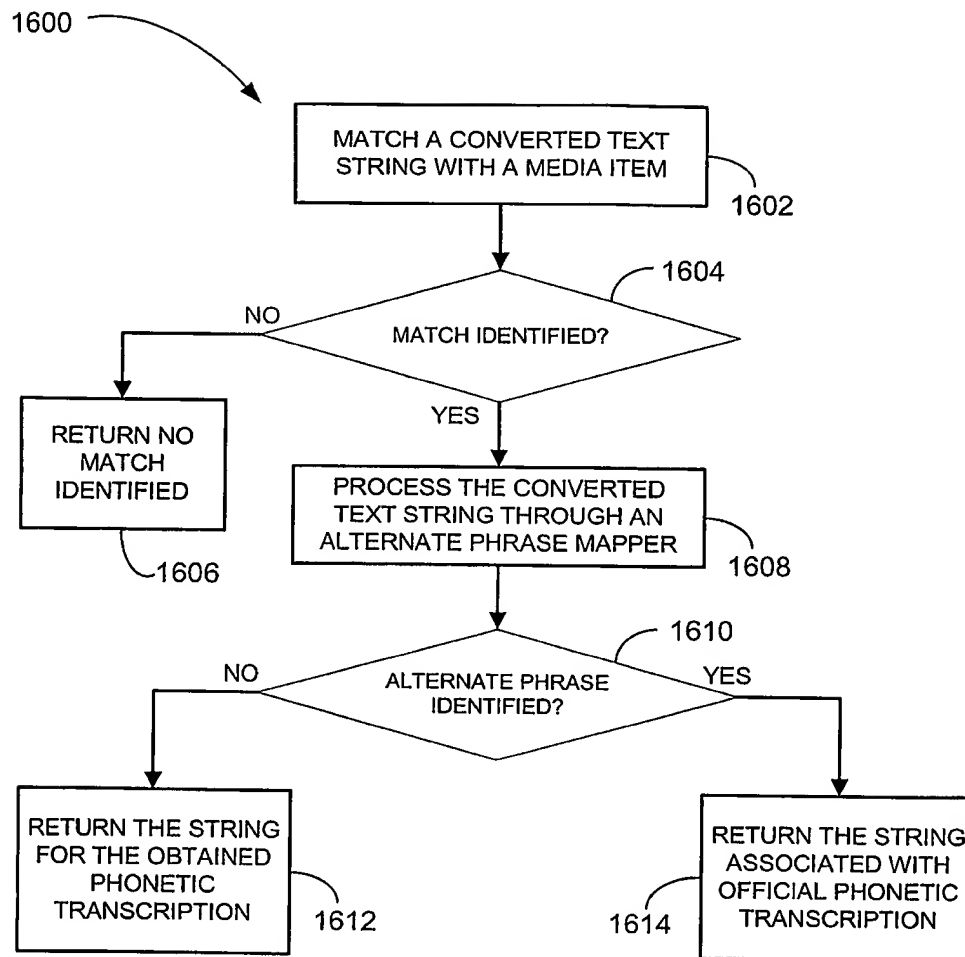 1600
MATCH A CONVERTED TEXT
STRING WITH A MEDIA ITEM
1602
1604
NO
MATCH IDENTIFIED?
YES
RETURN NO
MATCH
IDENTIFIED
1606
PROCESS THE CONVERTED
TEXT STRING THROUGH AN
ALTERNATE PHRASE MAPPER
1608
1610
NO
ALTERNATE PHRASE
IDENTIFIED?
YES
RETURN THE STRING
FOR THE OBTAINED
PHONETIC
TRANSCRIPTION
1612
RETURN THE STRING
ASSOCIATED WITH
OFFICIAL PHONETIC
TRANSCRIPTION
1614